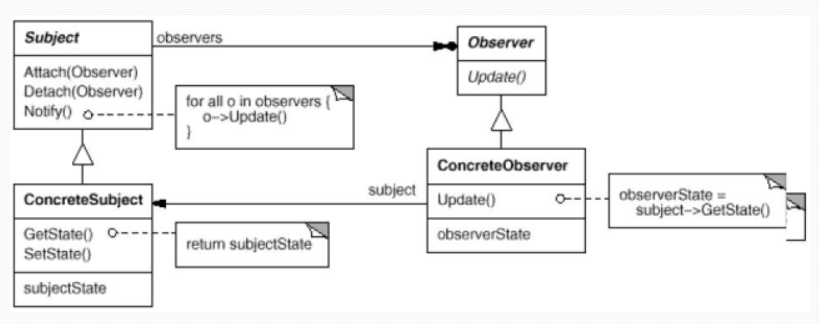 Subject
observers
Observer
Attach(Observer)
Detach(Observer)
Notify()
for all o in observers {
o->Update()
}
Update()
ConcreteSubject
GetState()
SetState()
subjectState
return subjectState
subject
ConcreteObserver
Update()
observerState
observerState =
subject->GetState()